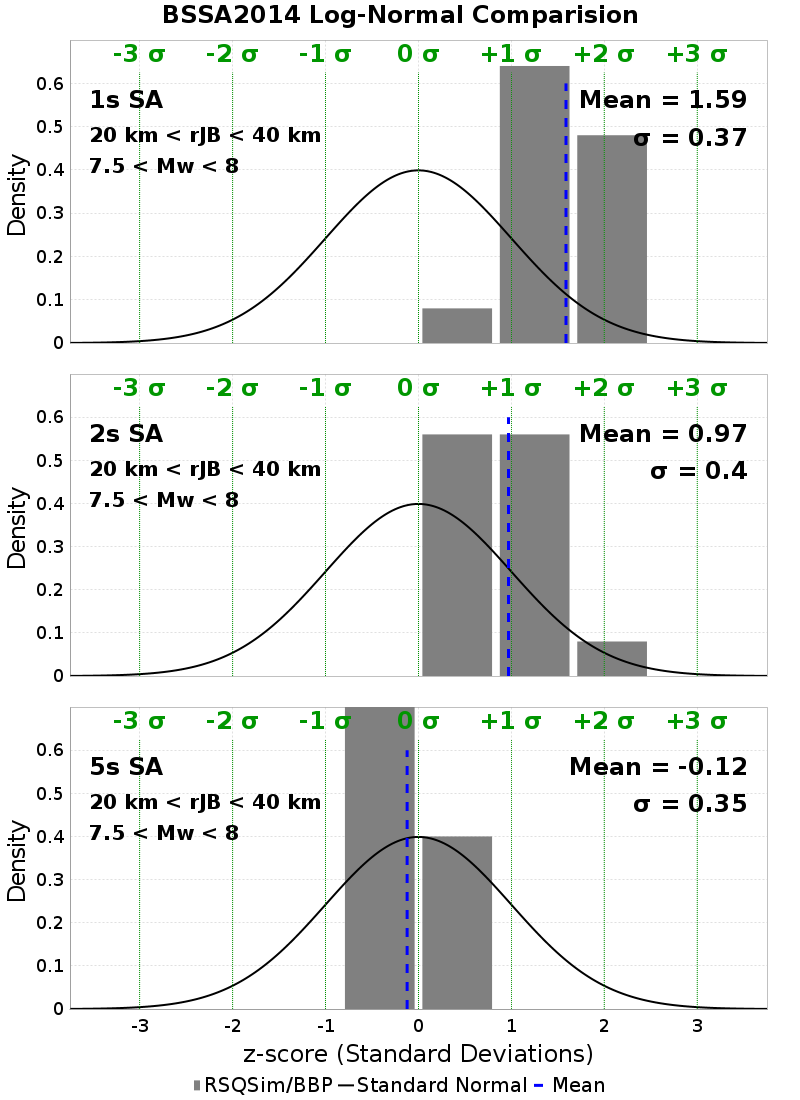 BSSA2014 Log-Normal Comparision
-3 σ -2 σ -1 σ 0 σ +1 σ +2 σ +3 σ
1s SA
20 km < rJB < 40 km
7.5 < Mw < 8
Mean = 1.59
σ = 0.37
Density
0.6
0.5
0.4
0.3
0.2
0.1
0
-3 σ -2 σ -1 σ 0 σ +1 σ +2 σ +3 σ
2s SA
20 km < rJB < 40 km
7.5 < Mw < 8
Mean = 0.97
σ = 0.4
Density
0.6
0.5
0.4
0.3
0.2
0.1
0
-3 σ -2 σ -1 σ 0 σ +1 σ +2 σ +3 σ
5s SA
20 km < rJB < 40 km
7.5 < Mw < 8
Mean = -0.12
σ = 0.35
Density
0.6
0.5
0.4
0.3
0.2
0.1
0
-3 -2 -1 0 1 2 3
z-score (Standard Deviations)
RSQSim/BBP Standard Normal Mean